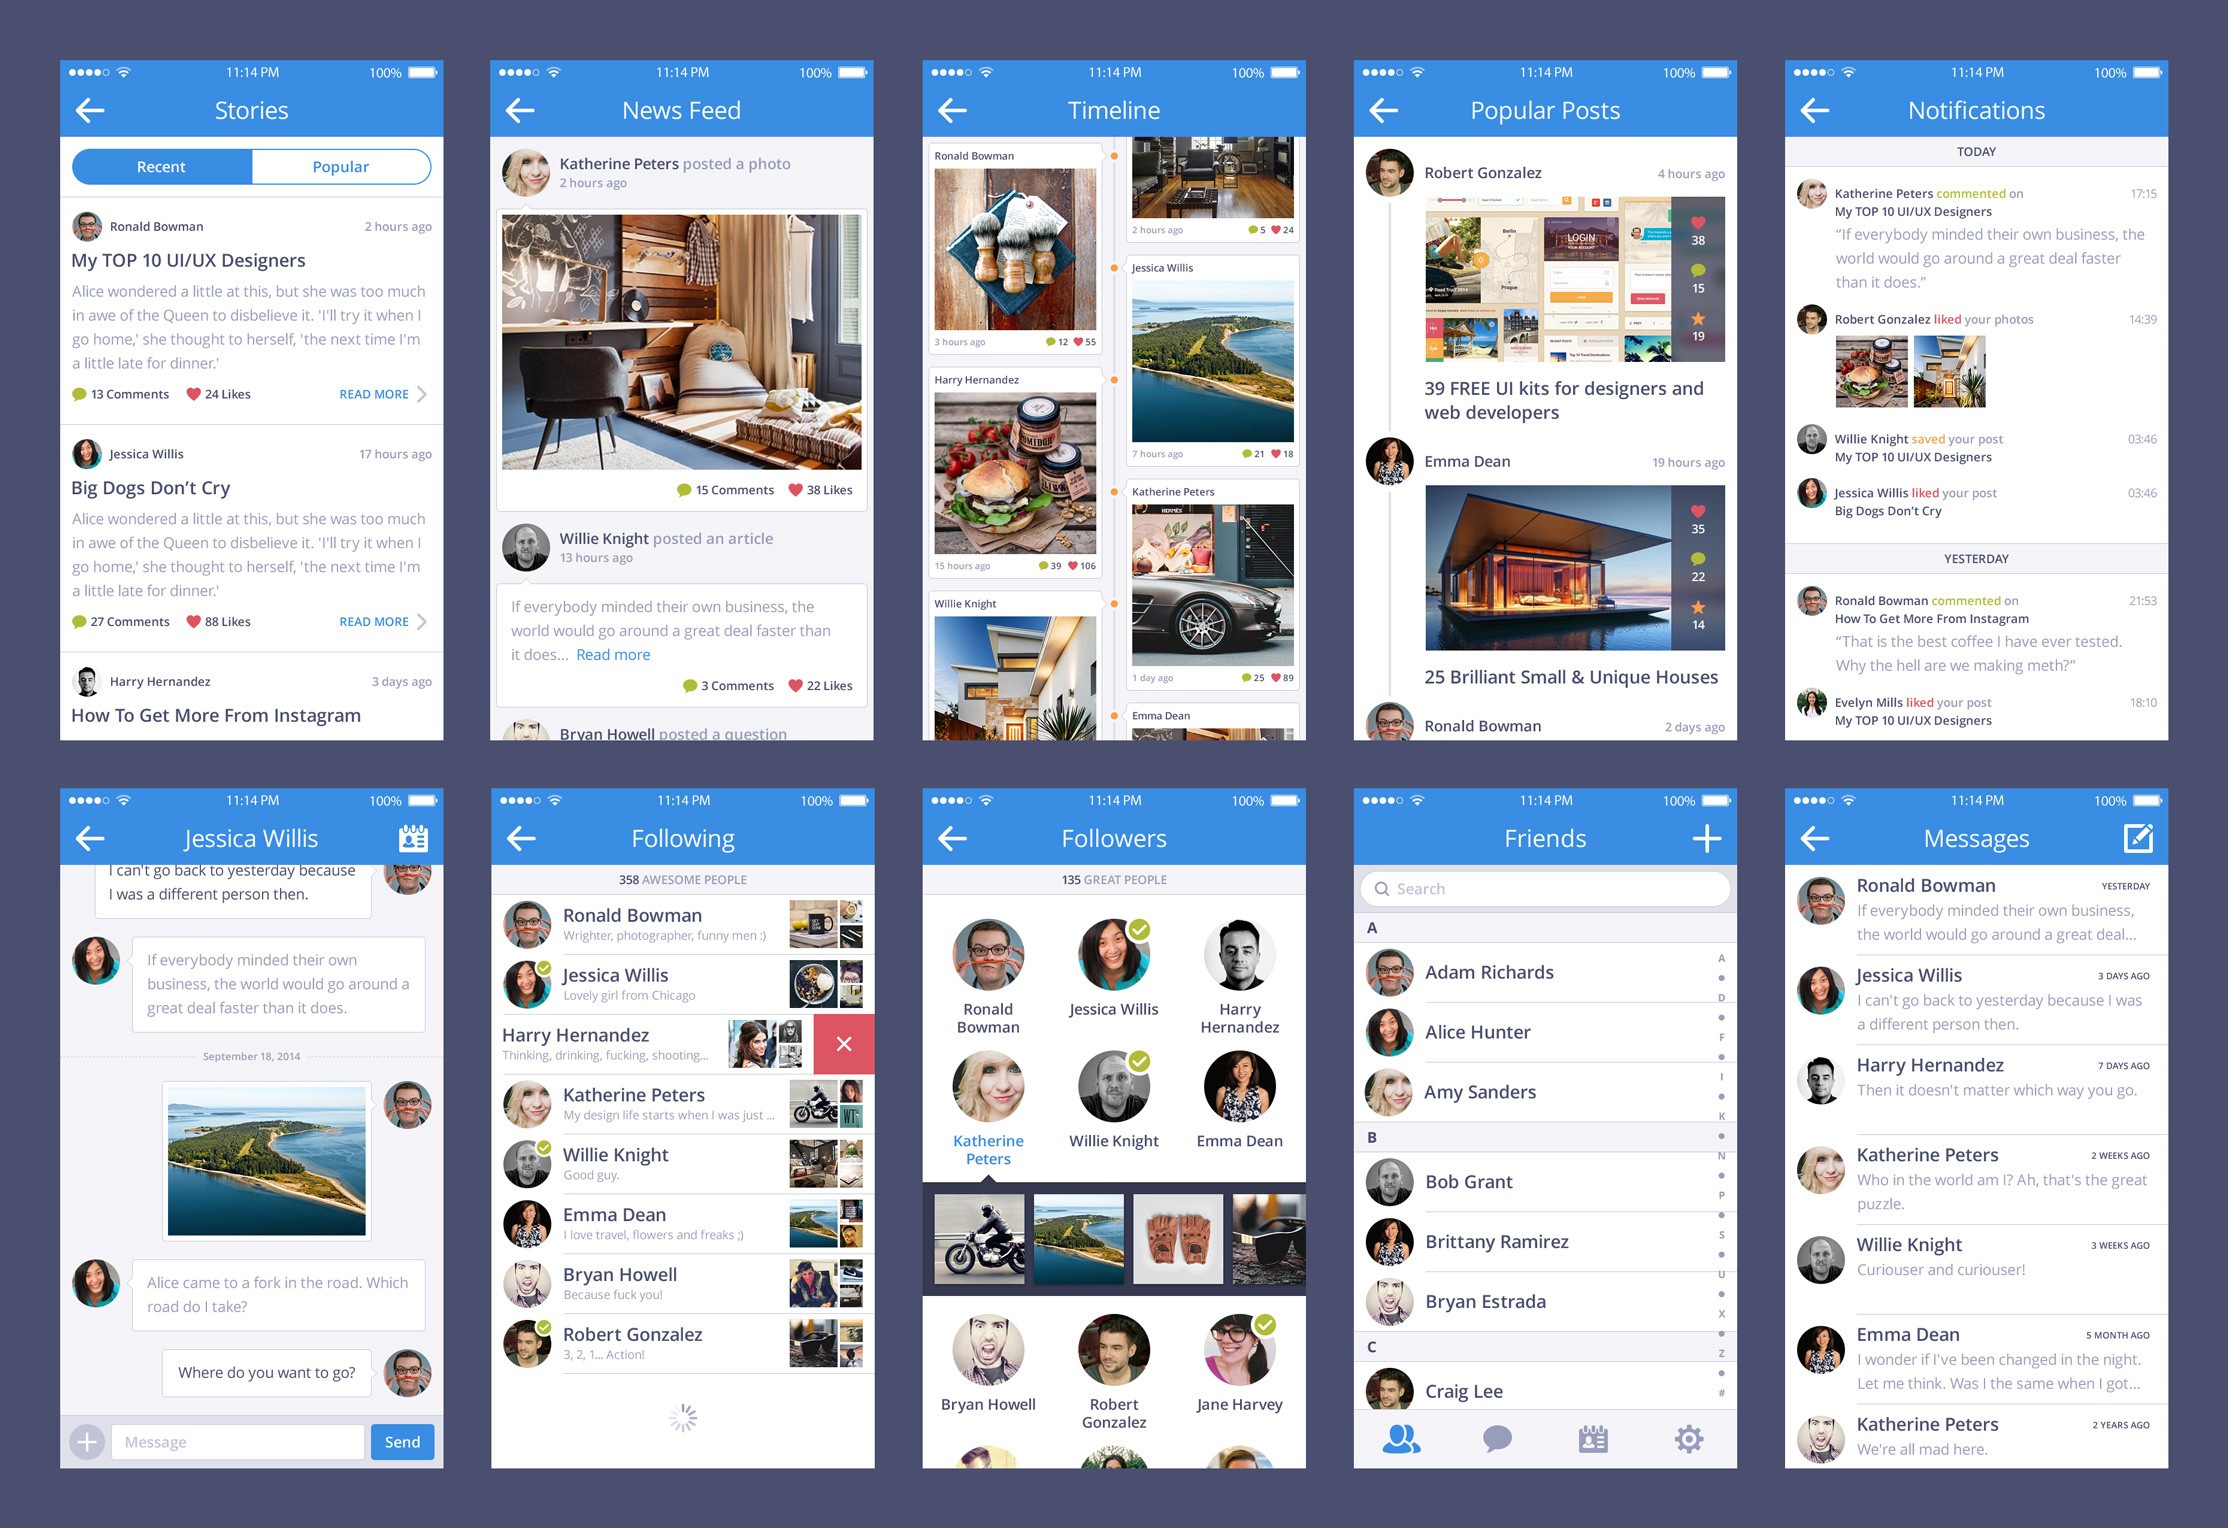 11:14 PM 100%
Stories
Recent Popular
Ronald Bowman 2 hours ago
My TOP 10 UI/UX Designers
Alice wondered a little at this, but she was too much
in awe of the Queen to disbelieve it. 'I'll try it when I
go home,' she thought to herself, 'the next time I'm
a little late for dinner.'
13 Comments 24 Likes READ MORE
Jessica Willis 17 hours ago
Big Dogs Don’t Cry
Alice wondered a little at this, but she was too much
in awe of the Queen to disbelieve it. 'I'll try it when I
go home,' she thought to herself, 'the next time I'm
a little late for dinner.'
27 Comments 88 Likes READ MORE
Harry Hernandez 3 days ago
How To Get More From Instagram
11:14 PM 100%
News Feed
Katherine Peters posted a photo
2 hours ago
15 Comments 38 Likes
Willie Knight posted an article
13 hours ago
If everybody minded their own business, the
world would go around a great deal faster than
it does... Read more
3 Comments 22 Likes
Bryan Howell posted a question
11:14 PM 100%
Timeline
Ronald Bowman
3 hours ago 12 55
Harry Hernandez
POMIDOR
15 hours ago 39 106
Willie Knight
2 hours ago 5 24
Jessica Willis
7 hours ago 21 18
Katherine Peters
HERMÈS
1 day ago 25 89
Emma Dean
11:14 PM 100%
Popular Posts
Robert Gonzalez 4 hours ago
Berlin
Prague
LOGIN
Road Trip 2014
38
15
19
39 FREE UI kits for designers and
web developers
Emma Dean 19 hours ago
35
22
14
25 Brilliant Small & Unique Houses
Ronald Bowman 2 days ago
11:14 PM 100%
Notifications
TODAY
Katherine Peters commented on 17:15
My TOP 10 UI/UX Designers
“If everybody minded their own business, the
world would go around a great deal faster
than it does.”
Robert Gonzalez liked your photos 14:39
Willie Knight saved your post 03:46
My TOP 10 UI/UX Designers
Jessica Willis liked your post 03:46
Big Dogs Don’t Cry
YESTERDAY
Ronald Bowman commented on 21:53
How To Get More From Instagram
“That is the best coffee I have ever tested.
Why the hell are we making meth?”
Evelyn Mills liked your post 18:10
My TOP 10 UI/UX Designers
11:14 PM 100%
Jessica Willis
I can't go back to yesterday because
I was a different person then.
If everybody minded their own
business, the world would go around a
great deal faster than it does.
September 18, 2014
Alice came to a fork in the road. Which
road do I take?
Where do you want to go?
Message Send
11:14 PM 100%
Following
358 AWESOME PEOPLE
Ronald Bowman
Wrighter, photographer, funny men :)
Jessica Willis
Lovely girl from Chicago
Harry Hernandez
Thinking, drinking, fucking, shooting...
Katherine Peters
My design life starts when I was just ...
Willie Knight
Good guy.
Emma Dean
I love travel, flowers and freaks ;)
Bryan Howell
Because fuck you!
Robert Gonzalez
3, 2, 1... Action!
11:14 PM 100%
Followers
135 GREAT PEOPLE
Ronald
Bowman
Jessica Willis
Harry
Hernandez
Katherine
Peters
Willie Knight
Emma Dean
Bryan Howell
Robert
Gonzalez
Jane Harvey
11:14 PM 100%
Friends
Search
A
Adam Richards
Alice Hunter
Amy Sanders
B
Bob Grant
Brittany Ramirez
Bryan Estrada
C
Craig Lee
A
D
F
I
K
N
P
S
U
X
Z
#
11:14 PM 100%
Messages
Ronald Bowman YESTERDAY
If everybody minded their own business,
the world would go around a great deal...
Jessica Willis 3 DAYS AGO
I can't go back to yesterday because I was
a different person then.
Harry Hernandez 7 DAYS AGO
Then it doesn't matter which way you go.
Katherine Peters 2 WEEKS AGO
Who in the world am I? Ah, that's the great
puzzle.
Willie Knight 3 WEEKS AGO
Curiouser and curiouser!
Emma Dean 5 MONTH AGO
I wonder if I've been changed in the night.
Let me think. Was I the same when I got...
Katherine Peters 2 YEARS AGO
We're all mad here.